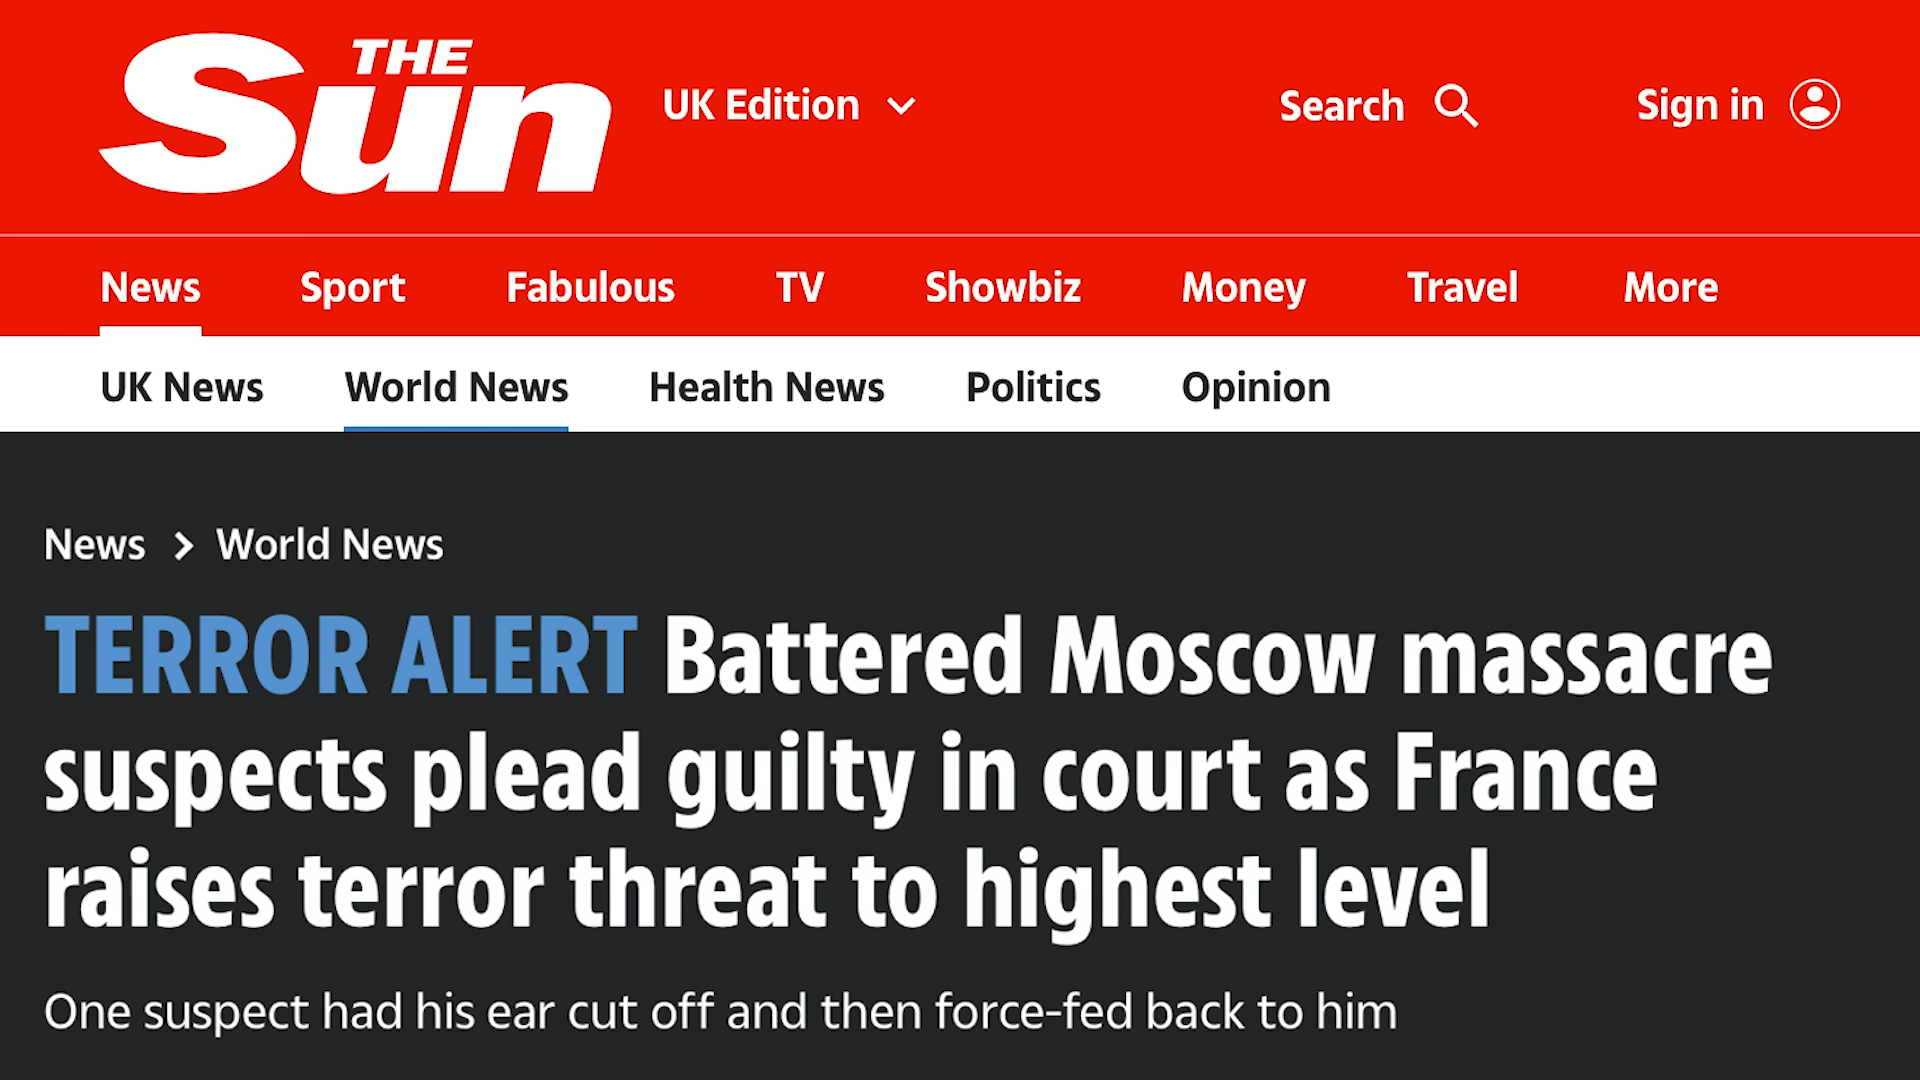 THE
Sun
UK Edition
Search
Sign in
News Sport Fabulous TV Showbiz Money Travel More
UK News World News Health News Politics Opinion
News > World News
TERROR ALERT Battered Moscow massacre
suspects plead guilty in court as France
raises terror threat to highest level
One suspect had his ear cut off and then force-fed back to him